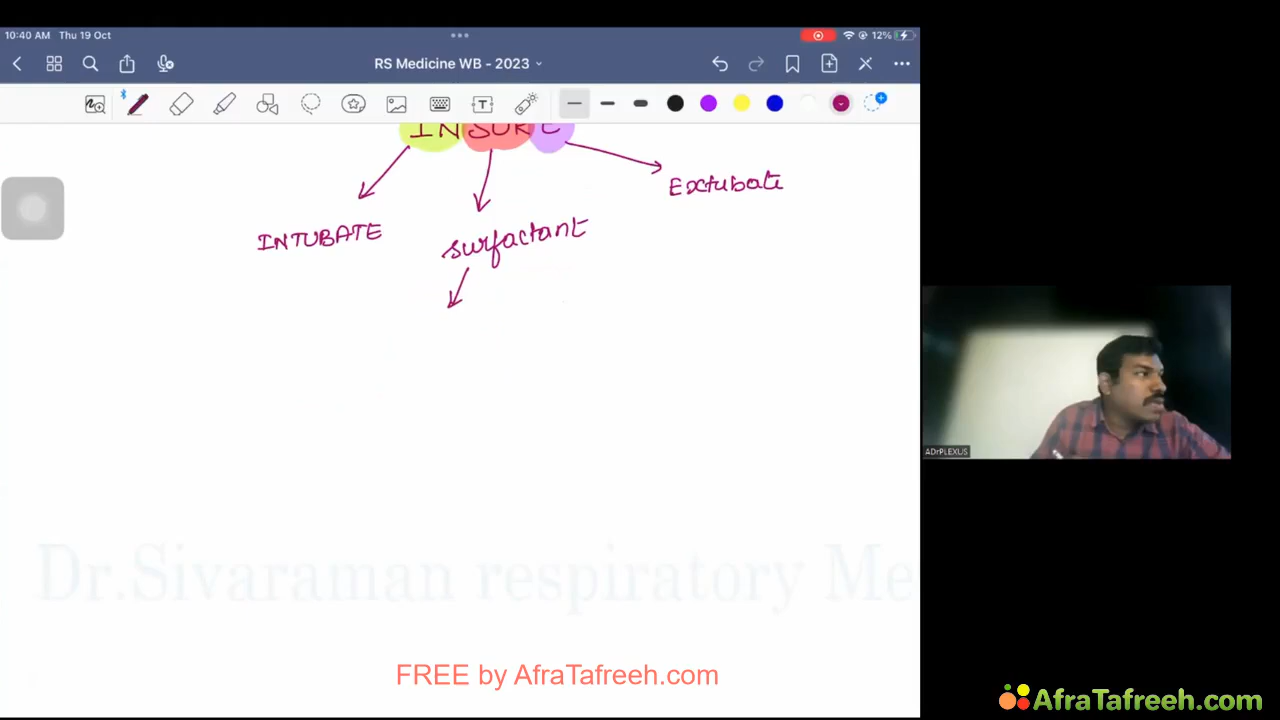 10:40 AM Thu 19 Oct
12%
RS Medicine WB - 2023
INSURE
Extubate
INTUBATE
surfactant
ADrPLEXUS
Dr.Sivaraman respiratory Me
FREE by AfraTafreeh.com
AfraTafreeh.com